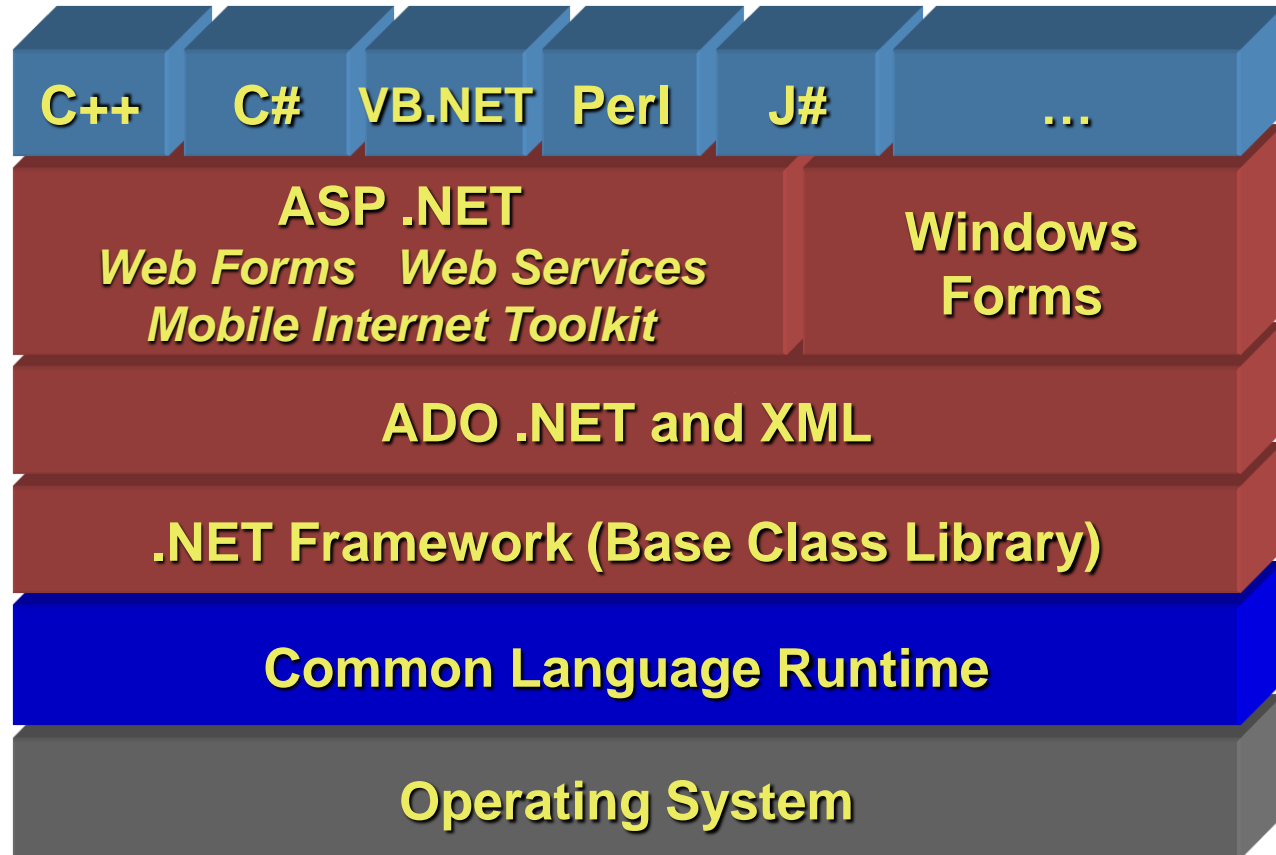 C++ C# VB.NET Perl J# …
ASP .NET
Web Forms Web Services
Mobile Internet Toolkit
Windows
Forms
ADO .NET and XML
.NET Framework (Base Class Library)
Common Language Runtime
Operating System